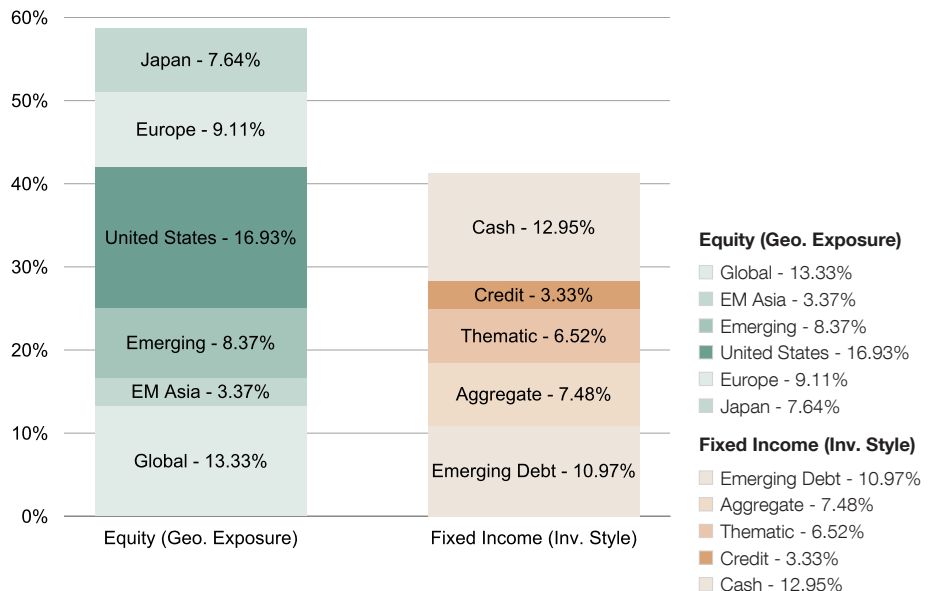 60%
50%
40%
30%
20%
10%
0%
Japan - 7.64%
Europe - 9.11%
United States - 16.93%
Emerging - 8.37%
EM Asia - 3.37%
Global - 13.33%
Equity (Geo. Exposure)
Cash - 12.95%
Credit - 3.33%
Thematic - 6.52%
Aggregate - 7.48%
Emerging Debt - 10.97%
Fixed Income (Inv. Style)
Equity (Geo. Exposure)
Global - 13.33%
EM Asia - 3.37%
Emerging - 8.37%
United States - 16.93%
Europe - 9.11%
Japan - 7.64%
Fixed Income (Inv. Style)
Emerging Debt - 10.97%
Aggregate - 7.48%
Thematic - 6.52%
Credit - 3.33%
Cash - 12.95%